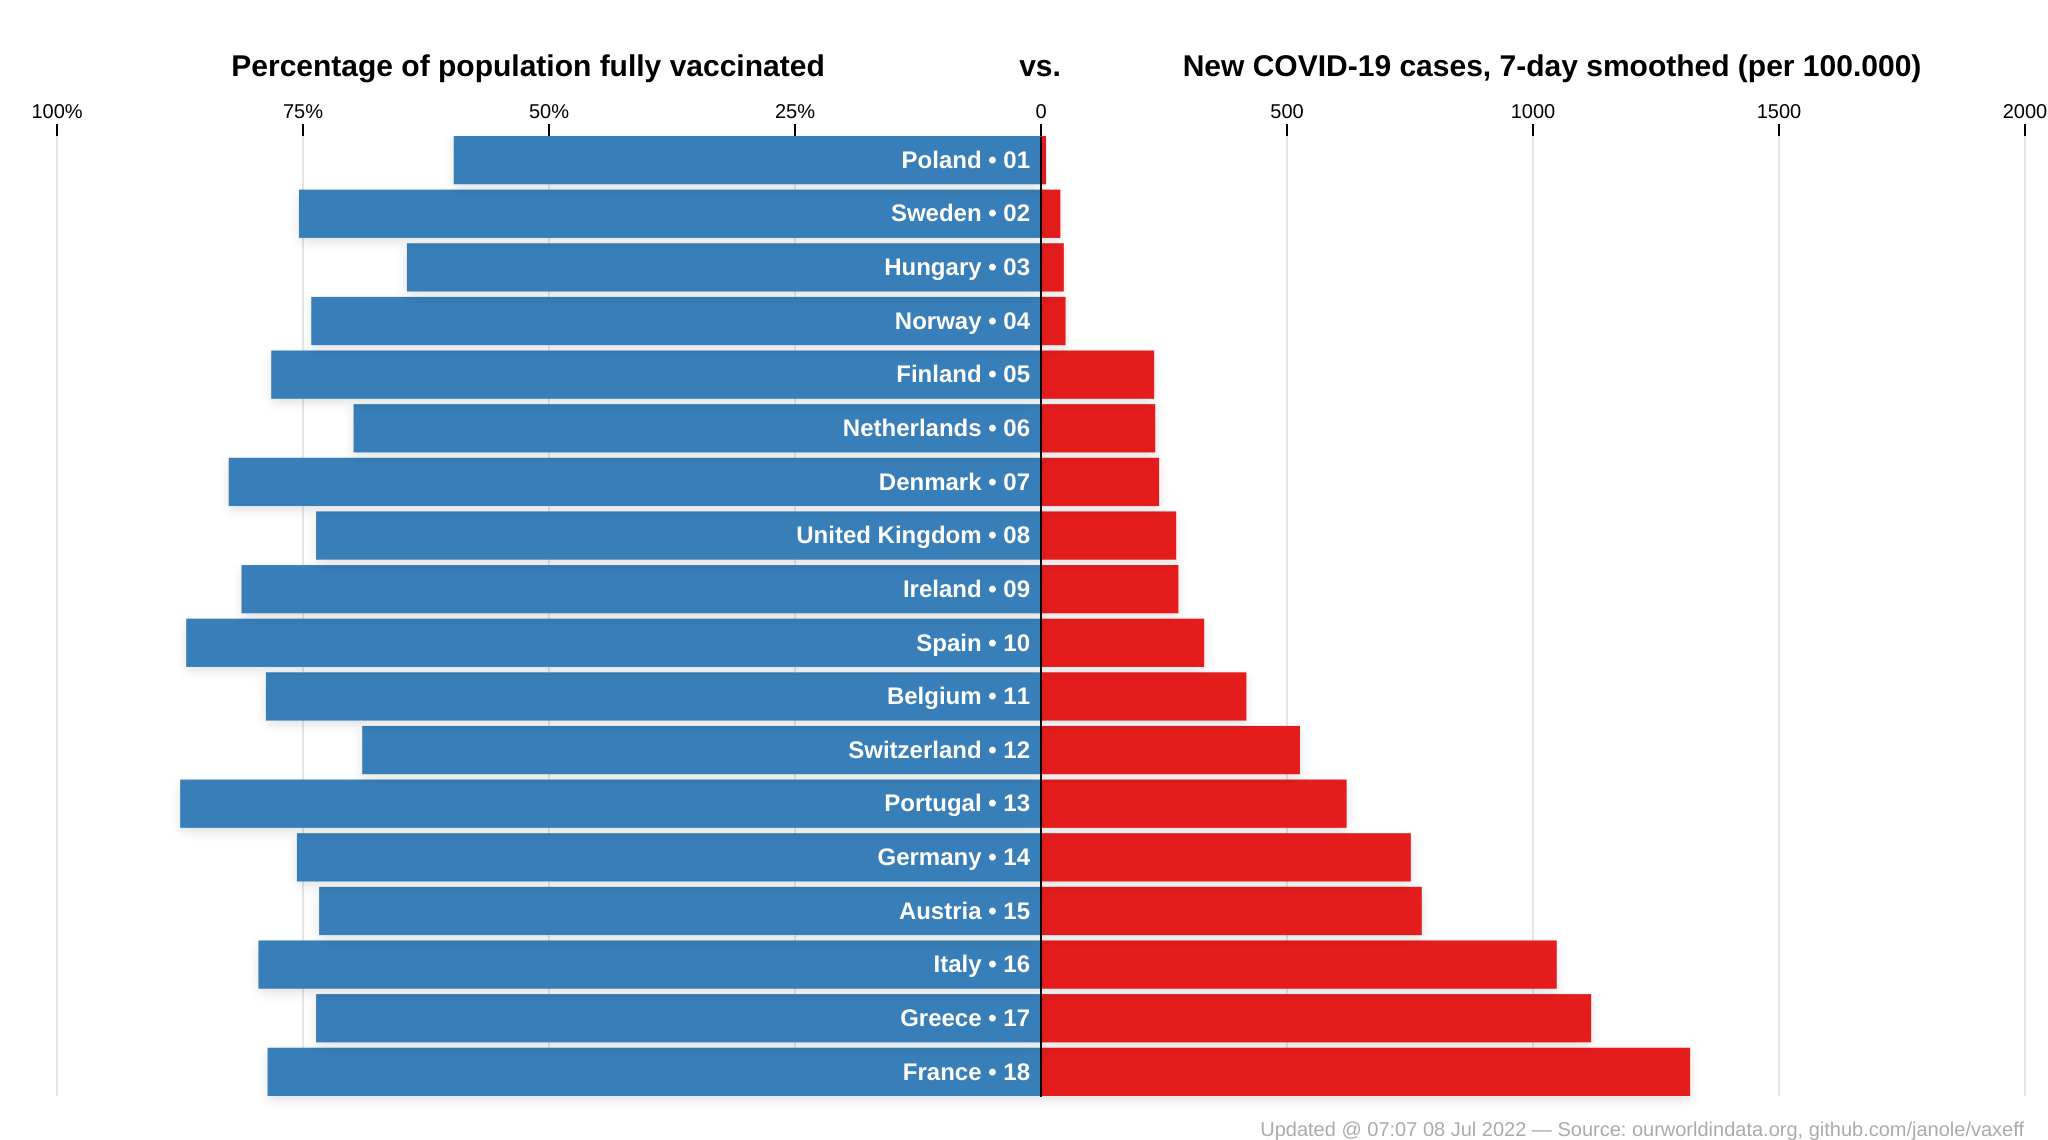 Percentage of population fully vaccinated vs. New COVID-19 cases, 7-day smoothed (per 100.000)
100% 75% 50% 25% 0 500 1000 1500 2000
Poland • 01
Sweden • 02
Hungary • 03
Norway • 04
Finland • 05
Netherlands • 06
Denmark • 07
United Kingdom • 08
Ireland • 09
Spain • 10
Belgium • 11
Switzerland • 12
Portugal • 13
Germany • 14
Austria • 15
Italy • 16
Greece • 17
France • 18
Updated @ 07:07 08 Jul 2022 — Source: ourworldindata.org, github.com/janole/vaxeff